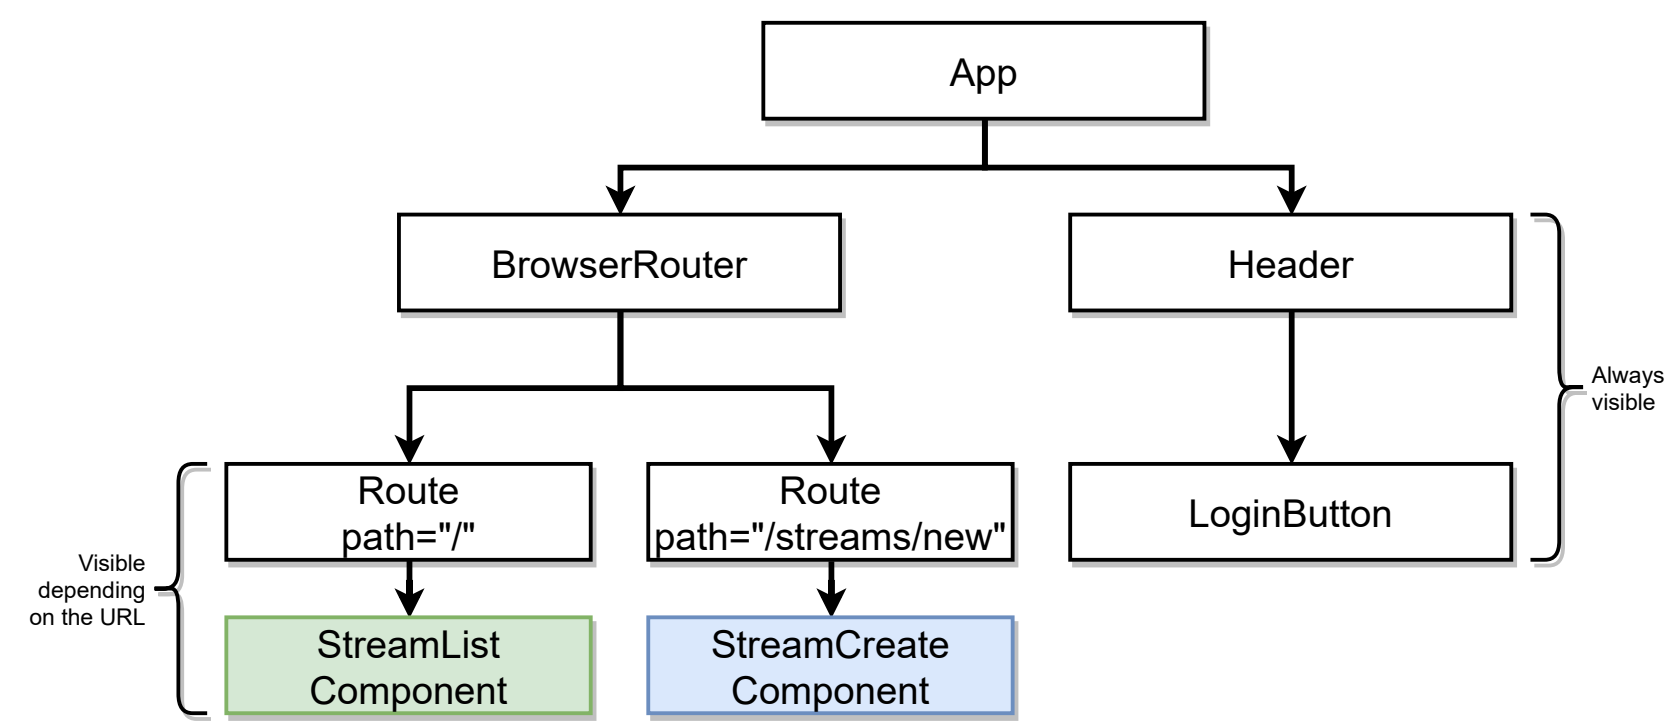 App
BrowserRouter
Header
Always
visible
Route
path="/"
Route
path="/streams/new"
LoginButton
Visible
depending
on the URL
StreamList
Component
StreamCreate
Component